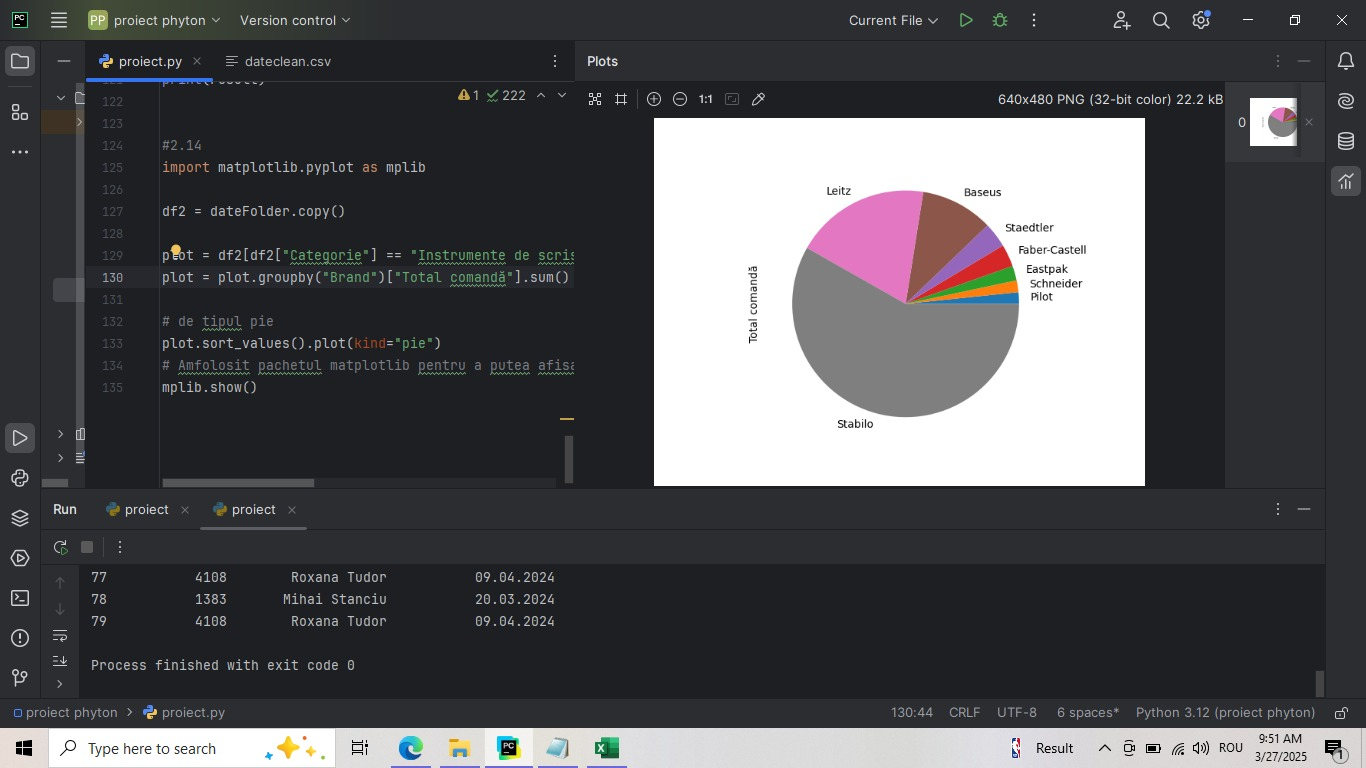 PC
PP proiect phyton
Version control
Current File
proiect.py
dateclean.csv
Plots
1 222
1:1
640x480 PNG (32-bit color) 22.2 kB
0
122
123
124 #2.14
125 import matplotlib.pyplot as mplib
126
127 df2 = dateFolder.copy()
128
129 plot = df2[df2["Categorie"] == "Instrumente de scris
130 plot = plot.groupby("Brand")["Total comandă"].sum()
131
132 # de tipul pie
133 plot.sort_values().plot(kind="pie")
134 # Amfolosit pachetul matplotlib pentru a putea afisa
135 mplib.show()
Leitz
Baseus
Staedtler
Faber-Castell
Eastpak
Schneider
Pilot
Total comandă
Stabilo
Run
proiect
proiect
77 4108 Roxana Tudor 09.04.2024
78 1383 Mihai Stanciu 20.03.2024
79 4108 Roxana Tudor 09.04.2024
Process finished with exit code 0
proiect phyton
proiect.py
130:44 CRLF UTF-8 6 spaces* Python 3.12 (proiect phyton)
Type here to search
PC
Result
ROU
9:51 AM
3/27/2025
1